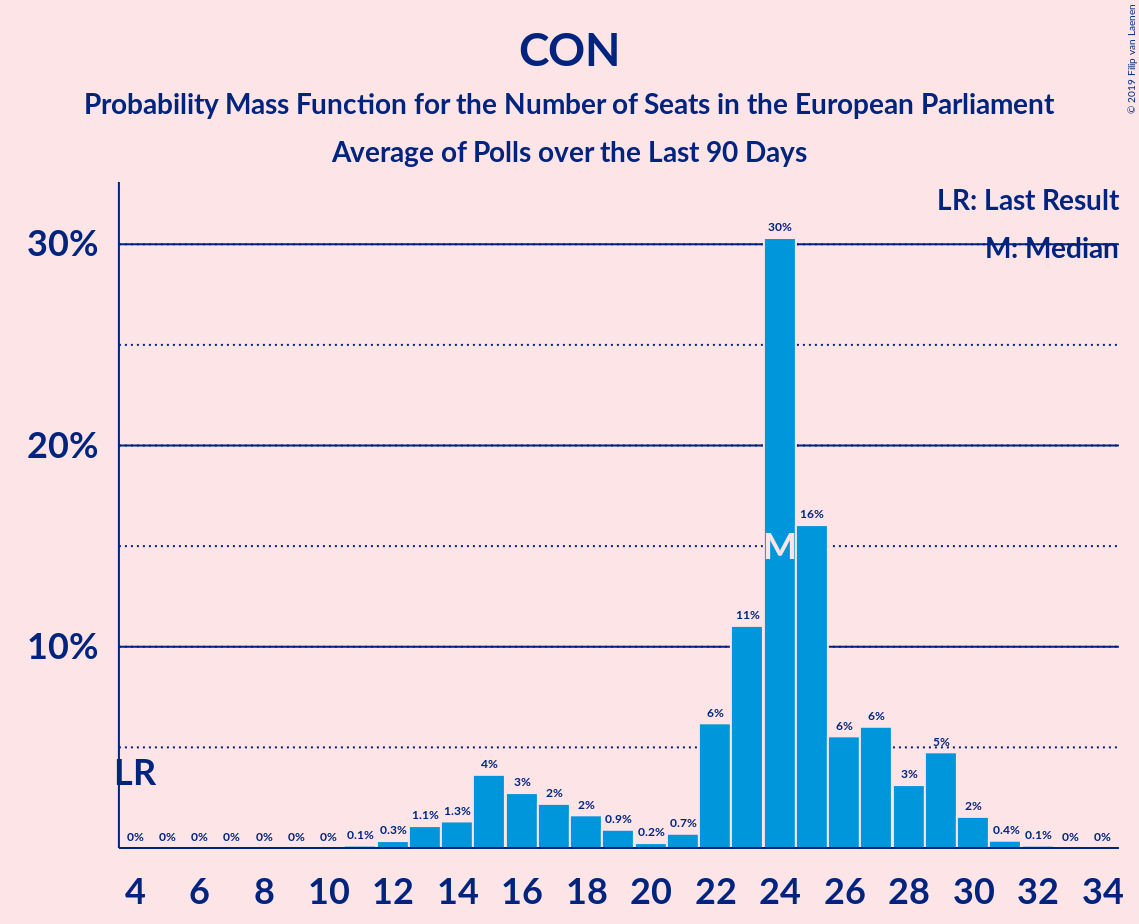 CON
Probability Mass Function for the Number of Seats in the European Parliament
Average of Polls over the Last 90 Days
© 2019 Filip van Laenen
LR: Last Result
M: Median
30%
20%
10%
LR
M
0% 0% 0% 0% 0% 0% 0% 0.1% 0.3% 1.1% 1.3% 4% 3% 2% 2% 0.9% 0.2% 0.7% 6% 11% 30% 16% 6% 6% 3% 5% 2% 0.4% 0.1% 0% 0%
4 6 8 10 12 14 16 18 20 22 24 26 28 30 32 34